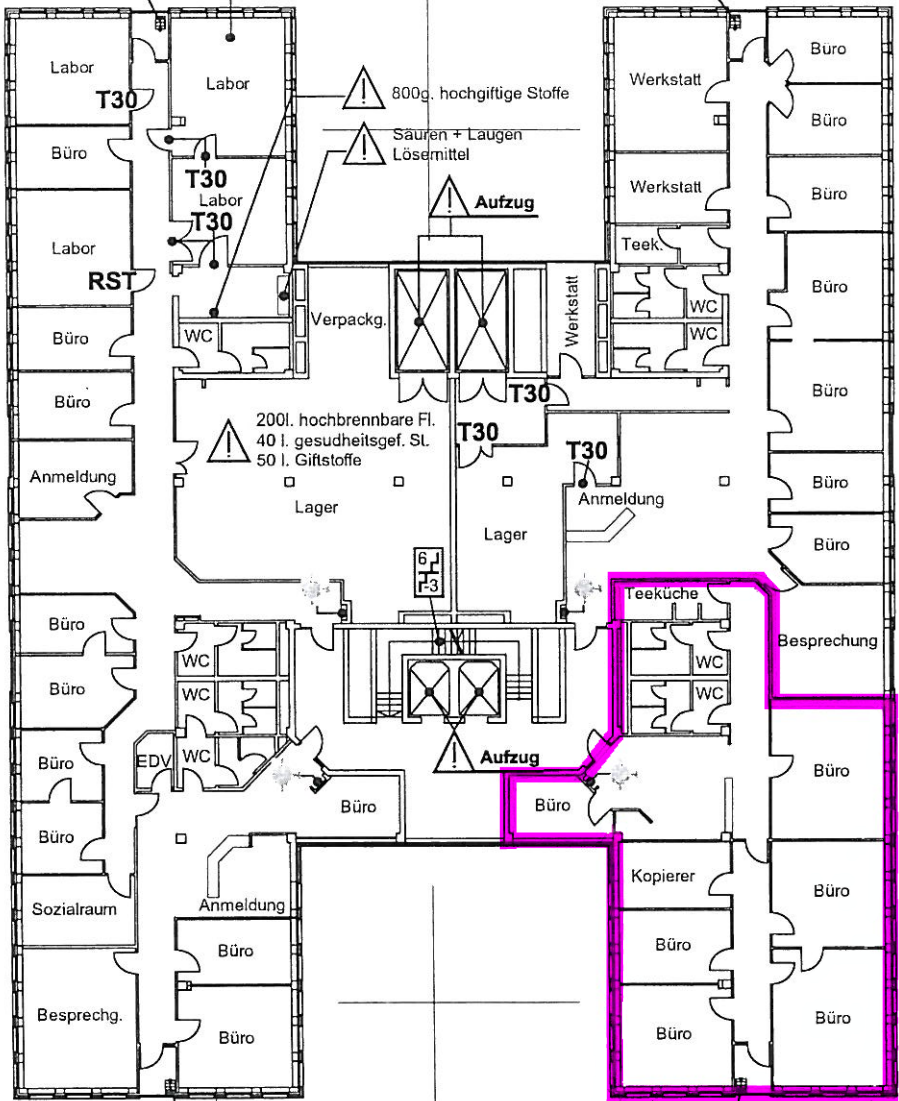 Labor
Labor
T30
Büro
T30
Labor
T30
Labor
RST
Büro
WC
Büro
Anmeldung
800g. hochgiftige Stoffe
Säuren + Laugen
Lösemittel
Aufzug
Verpackg.
Werkstatt
T30
T30
T30
200l. hochbrennbare Fl.
40 l. gesudheitsgef. St.
50 l. Giftstoffe
Lager
Lager
Anmeldung
Werkstatt
Werkstatt
Teek.
WC
WC
Büro
Büro
Büro
Büro
Büro
Büro
Büro
6
-3
Teeküche
Besprechung
Büro
WC
WC
Büro
WC
WC
Büro
EDV
WC
Aufzug
Büro
Büro
Büro
Büro
Sozialraum
Anmeldung
Kopierer
Büro
Büro
Büro
Besprechg.
Büro
Büro
Büro